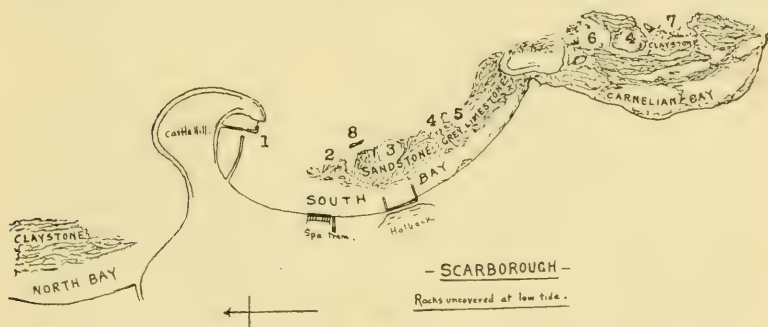 7
6
4
CLAYSTONE
CARNELIAN BAY
Castle Hill.
1
8
2
3
4
5
SANDSTONE
GREY LIMESTONE
SOUTH BAY
Spa tram.
Holbeck
CLAYSTONE
NORTH BAY
- SCARBOROUGH -
Rocks uncovered at low tide.